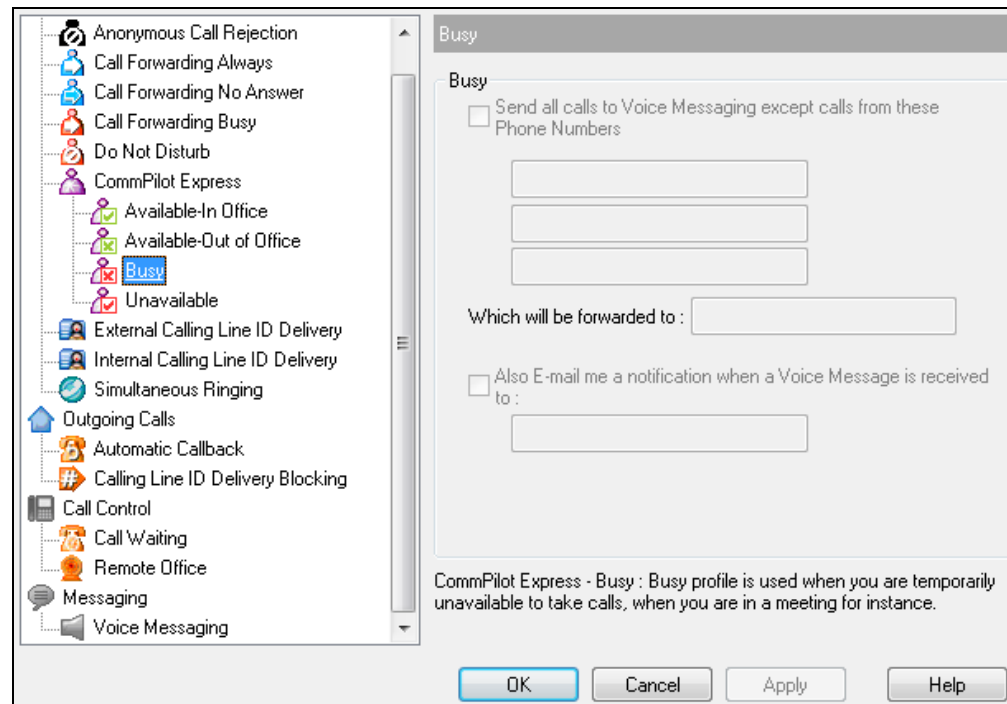 Anonymous Call Rejection
Call Forwarding Always
Call Forwarding No Answer
Call Forwarding Busy
Do Not Disturb
CommPilot Express
Available-In Office
Available-Out of Office
Busy
Unavailable
External Calling Line ID Delivery
Internal Calling Line ID Delivery
Simultaneous Ringing
Outgoing Calls
Automatic Callback
Calling Line ID Delivery Blocking
Call Control
Call Waiting
Remote Office
Messaging
Voice Messaging
Busy
Busy
Send all calls to Voice Messaging except calls from these
Phone Numbers
Which will be forwarded to :
Also E-mail me a notification when a Voice Message is received
to :
CommPilot Express - Busy : Busy profile is used when you are temporarily
unavailable to take calls, when you are in a meeting for instance.
OK
Cancel
Apply
Help